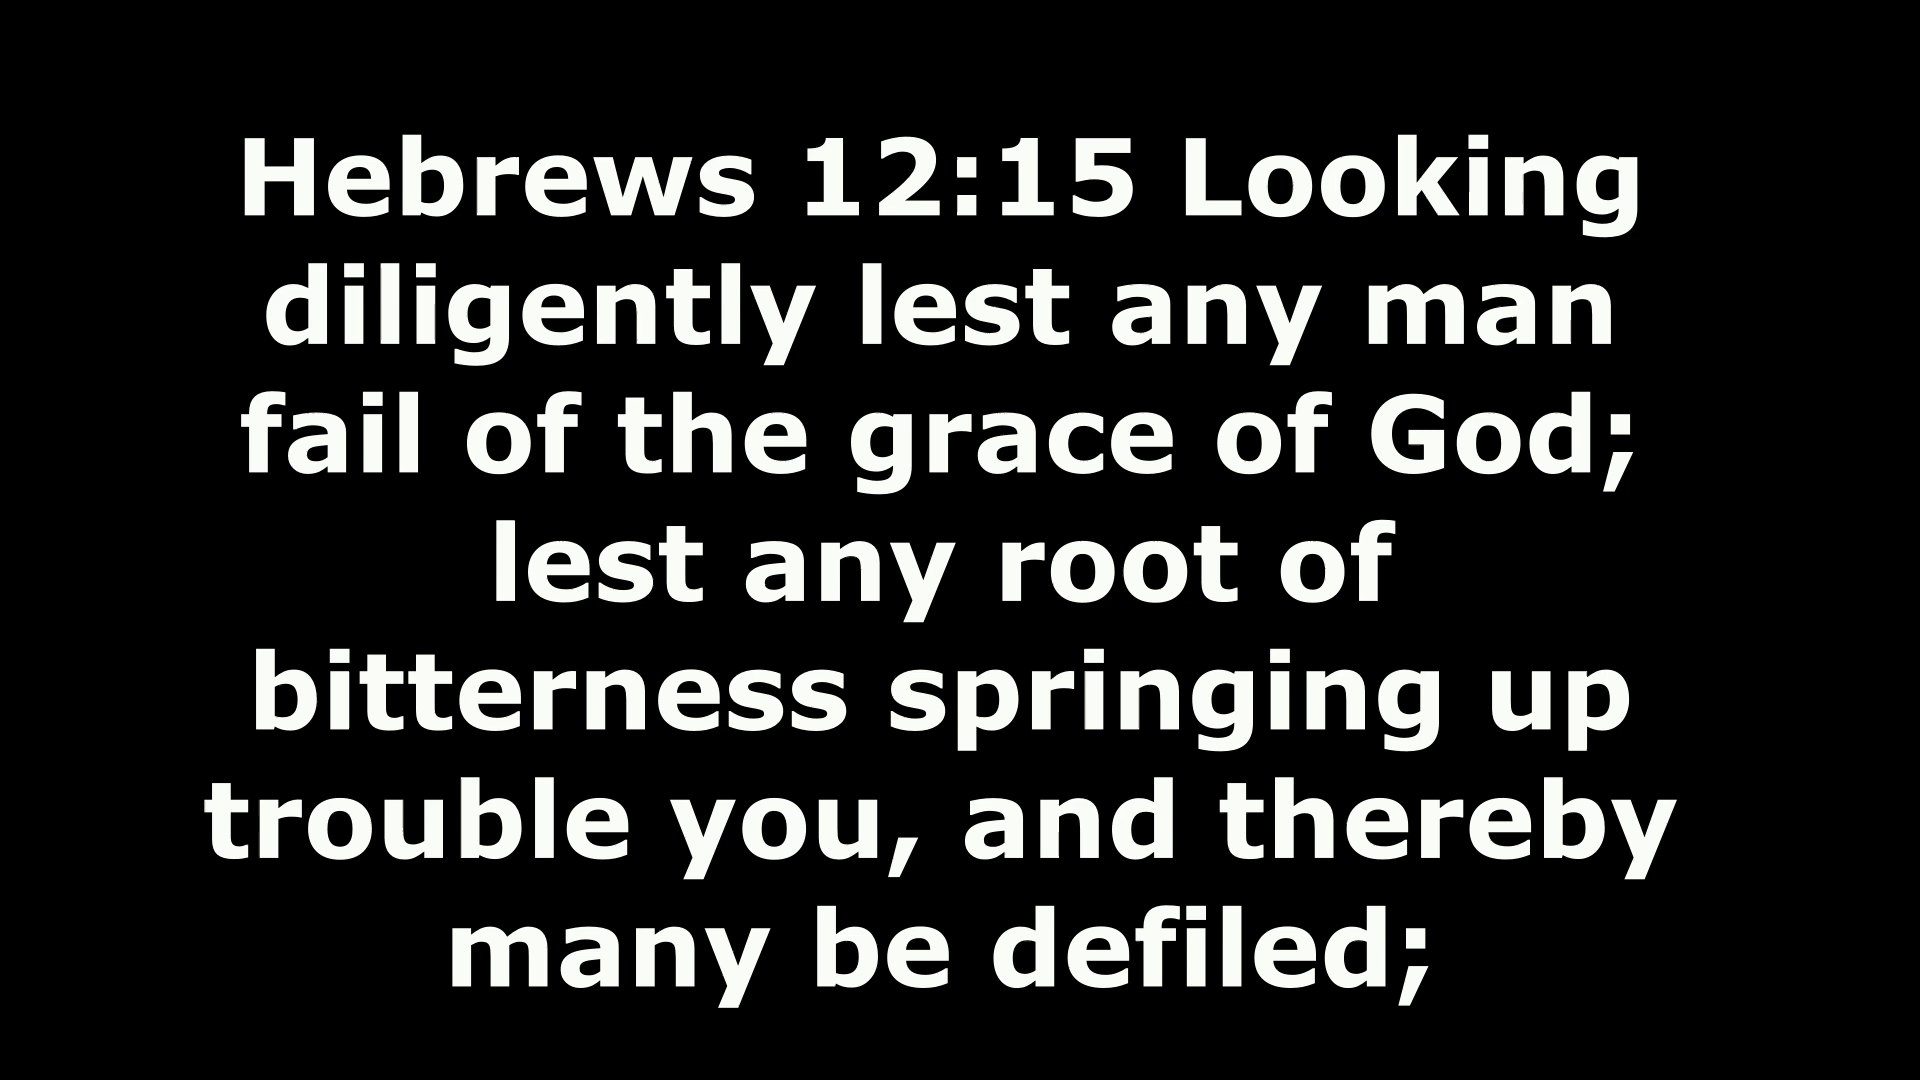 Hebrews 12:15 Looking
diligently lest any man
fail of the grace of God;
lest any root of
bitterness springing up
trouble you, and thereby
many be defiled;